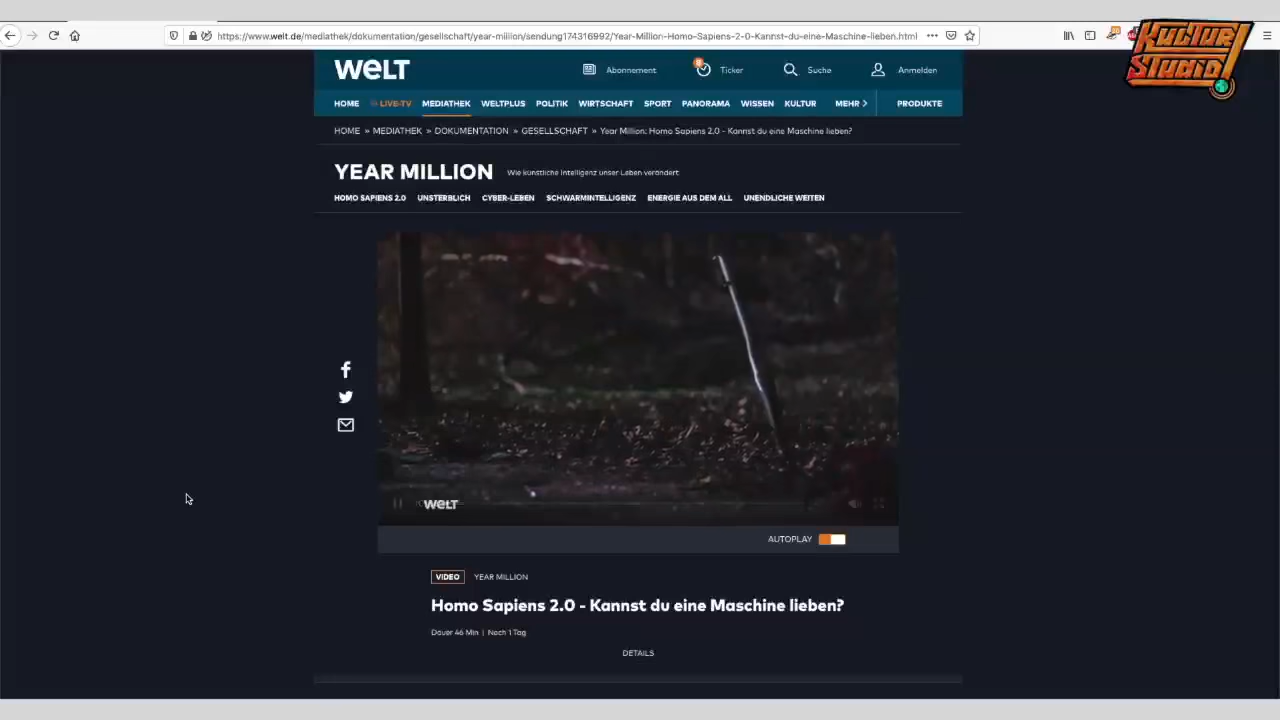 https://www.welt.de/mediathek/dokumentation/gesellschaft/year-million/sendung174316992/Year-Million-Homo-Sapiens-2-0-Kannst-du-eine-Maschine-lieben.html
KULTUR
STUDIO!
WELT
Abonnement
8
Ticker
Suche
Anmelden
HOME LIVE-TV MEDIATHEK WELTPLUS POLITIK WIRTSCHAFT SPORT PANORAMA WISSEN KULTUR MEHR PRODUKTE
HOME » MEDIATHEK » DOKUMENTATION » GESELLSCHAFT » Year Million: Homo Sapiens 2.0 - Kannst du eine Maschine lieben?
YEAR MILLION Wie künstliche Intelligenz unser Leben verändert
HOMO SAPIENS 2.0 UNSTERBLICH CYBER-LEBEN SCHWARMINTELLIGENZ ENERGIE AUS DEM ALL UNENDLICHE WEITEN
WELT
AUTOPLAY
VIDEO YEAR MILLION
Homo Sapiens 2.0 - Kannst du eine Maschine lieben?
Dauer 46 Min | Noch 1 Tag
DETAILS